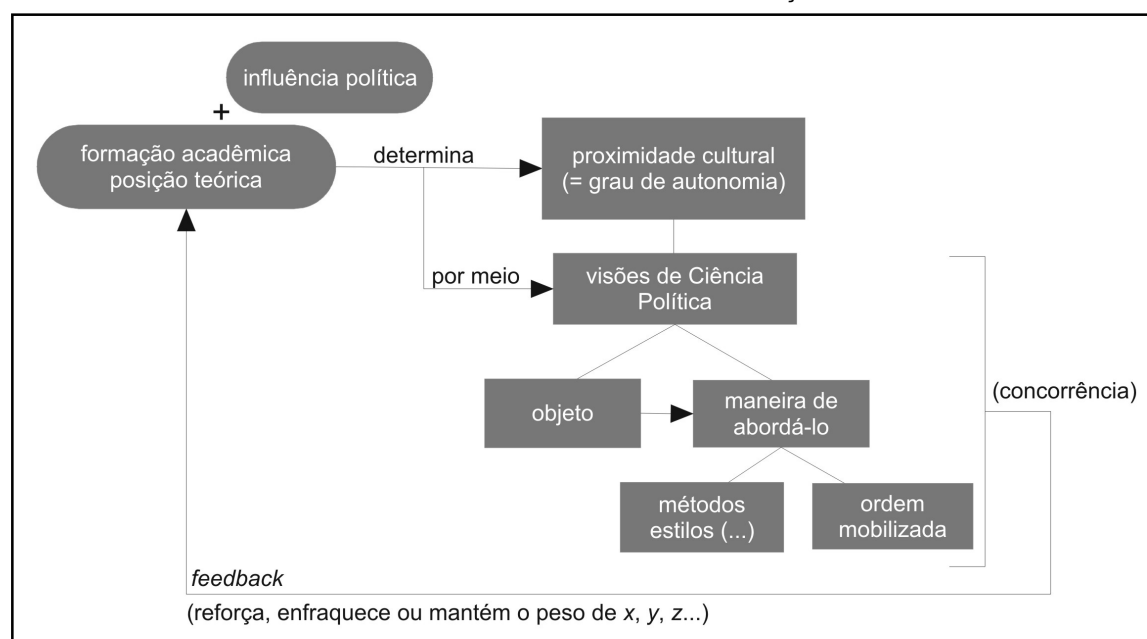 influência política
+
formação acadêmica
posição teórica
determina
proximidade cultural
(= grau de autonomia)
por meio
visões de Ciência
Política
objeto
maneira de
abordá-lo
(concorrência)
métodos
estilos (...)
ordem
mobilizada
feedback
(reforça, enfraquece ou mantém o peso de x, y, z...)